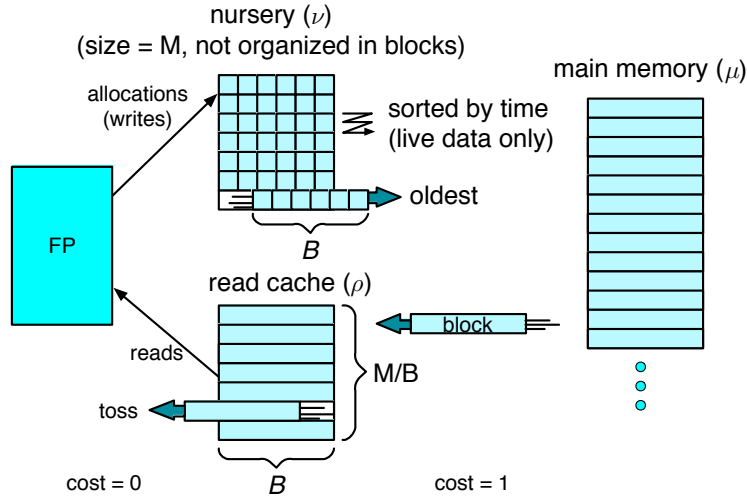 nursery (ν)
(size = M, not organized in blocks)
main memory (μ)
allocations
(writes)
sorted by time
(live data only)
oldest
FP
B
read cache (ρ)
block
reads
M/B
toss
cost = 0
B
cost = 1